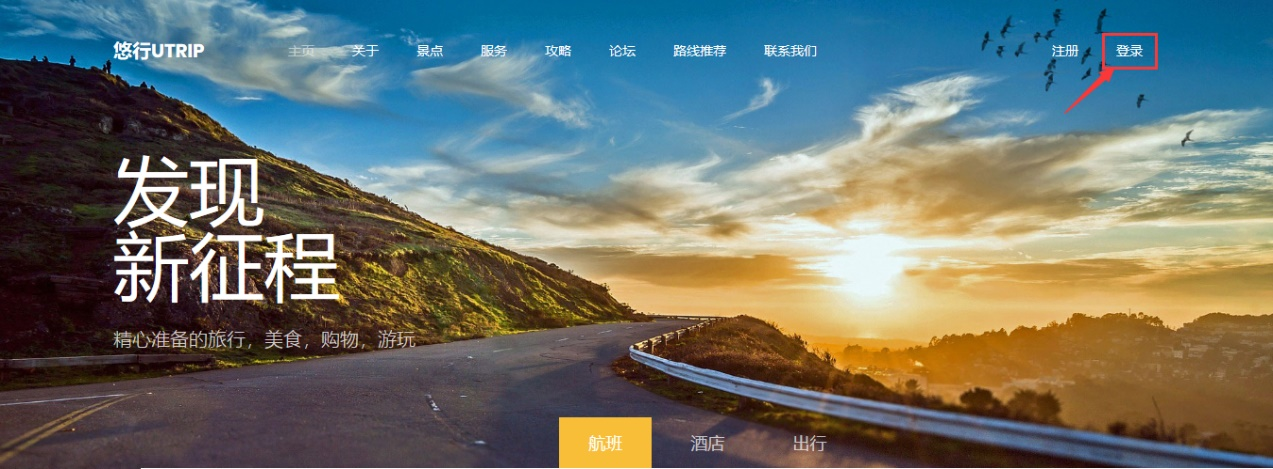 悠行UTRIP 主页 关于 景点 服务 攻略 论坛 路线推荐 联系我们 注册 登录
发现
新征程
精心准备的旅行，美食，购物，游玩
航班 酒店 出行